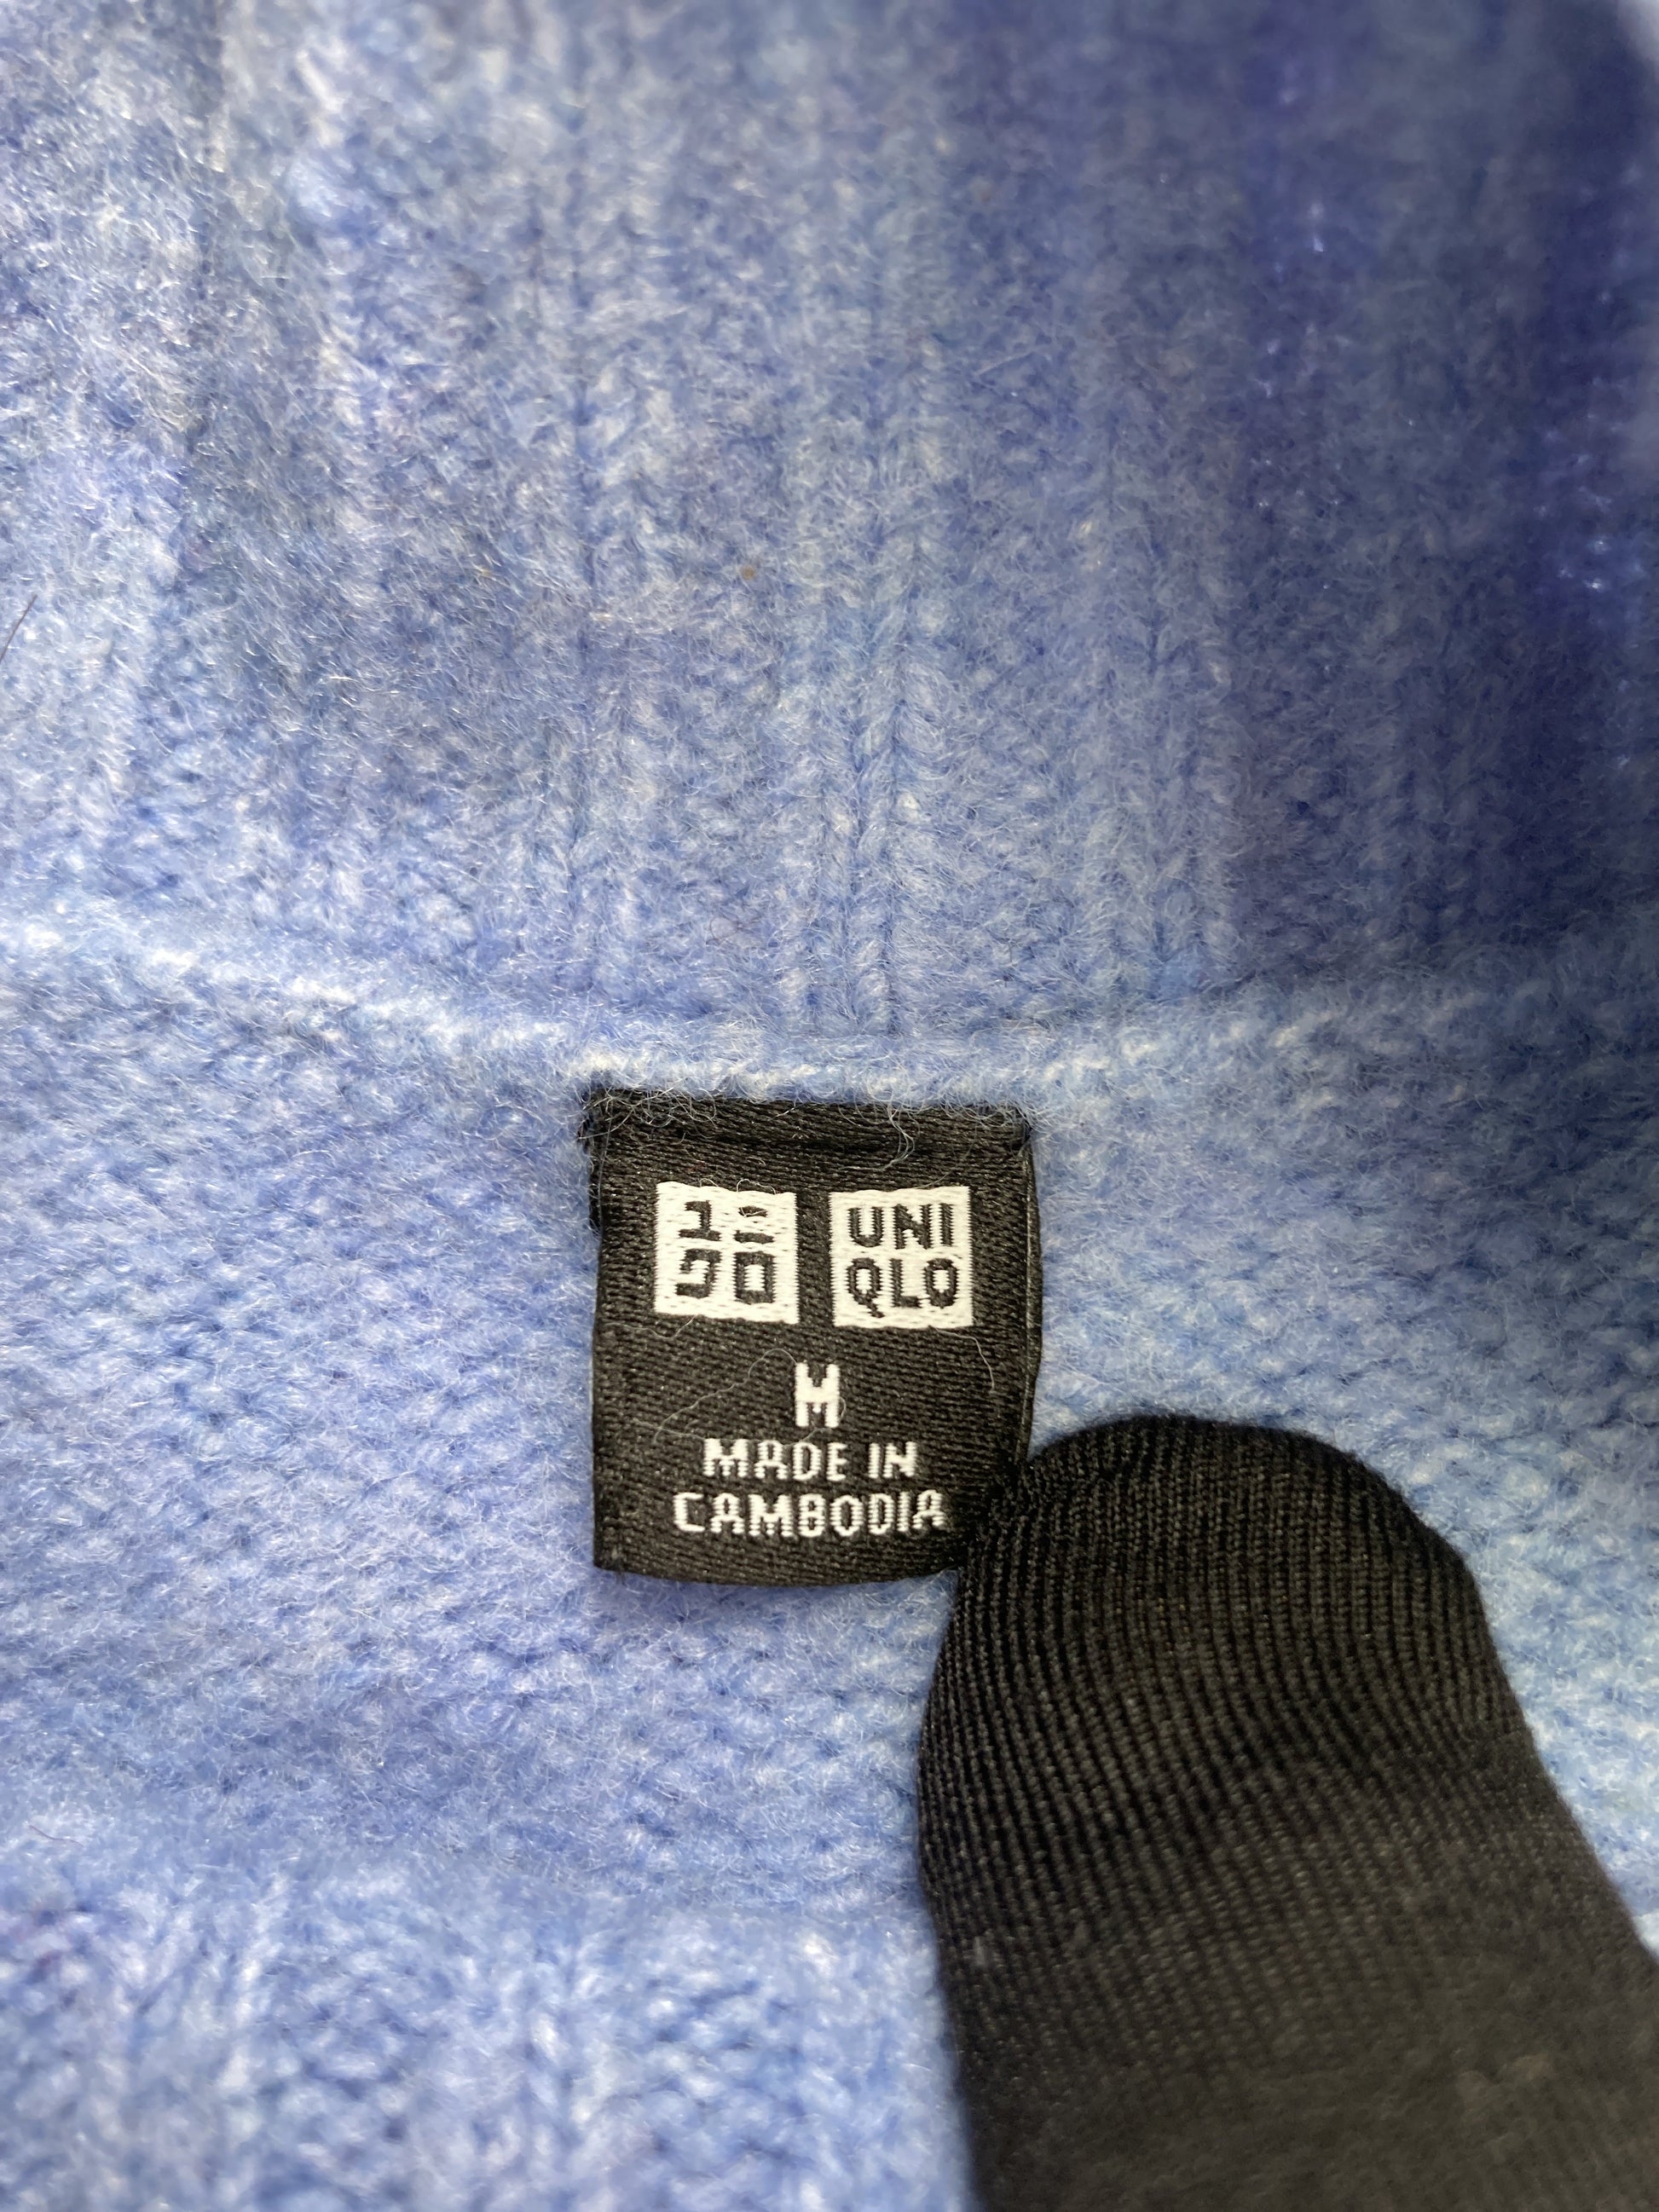 ユニ UNI
クロ QLO
M
MADE IN
CAMBODIA